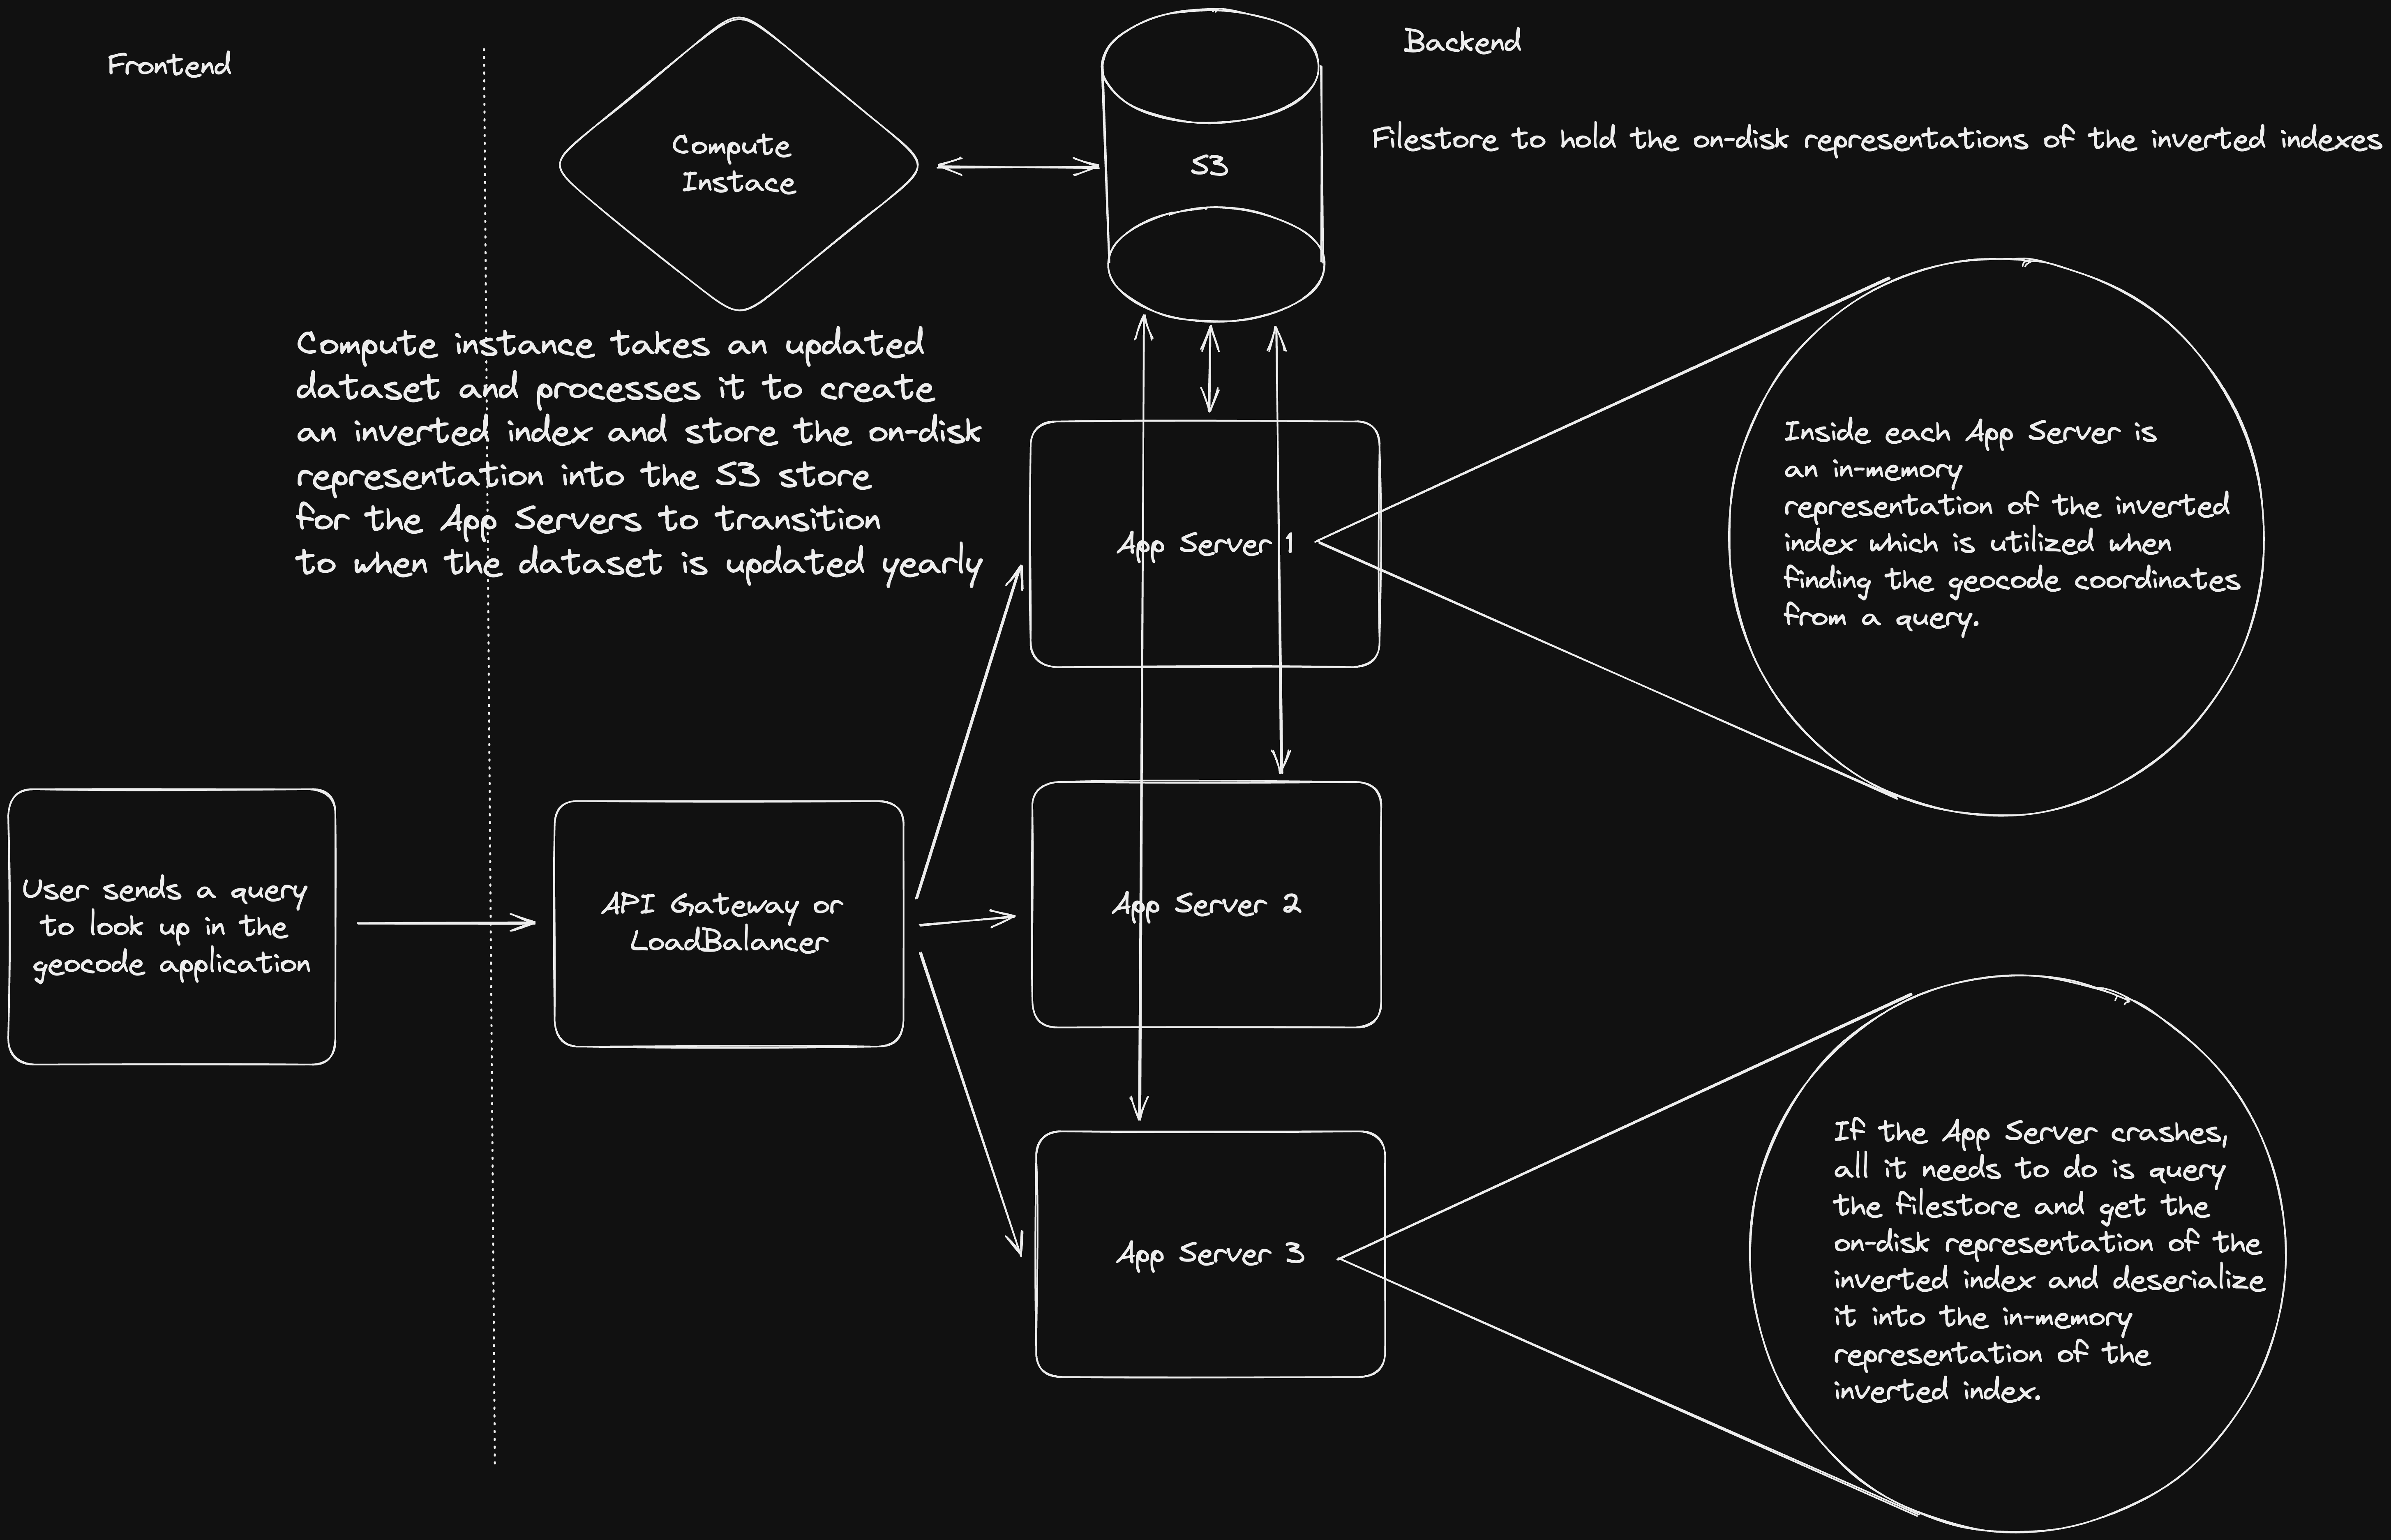 Frontend
Backend
Compute
Instace
S3
Filestore to hold the on-disk representations of the inverted indexes
Compute instance takes an updated
dataset and processes it to create
an inverted index and store the on-disk
representation into the S3 store
for the App Servers to transition
to when the dataset is updated yearly
App Server 1
Inside each App Server is
an in-memory
representation of the inverted
index which is utilized when
finding the geocode coordinates
from a query.
User sends a query
to look up in the
geocode application
API Gateway or
LoadBalancer
App Server 2
App Server 3
If the App Server crashes,
all it needs to do is query
the filestore and get the
on-disk representation of the
inverted index and deserialize
it into the in-memory
representation of the
inverted index.